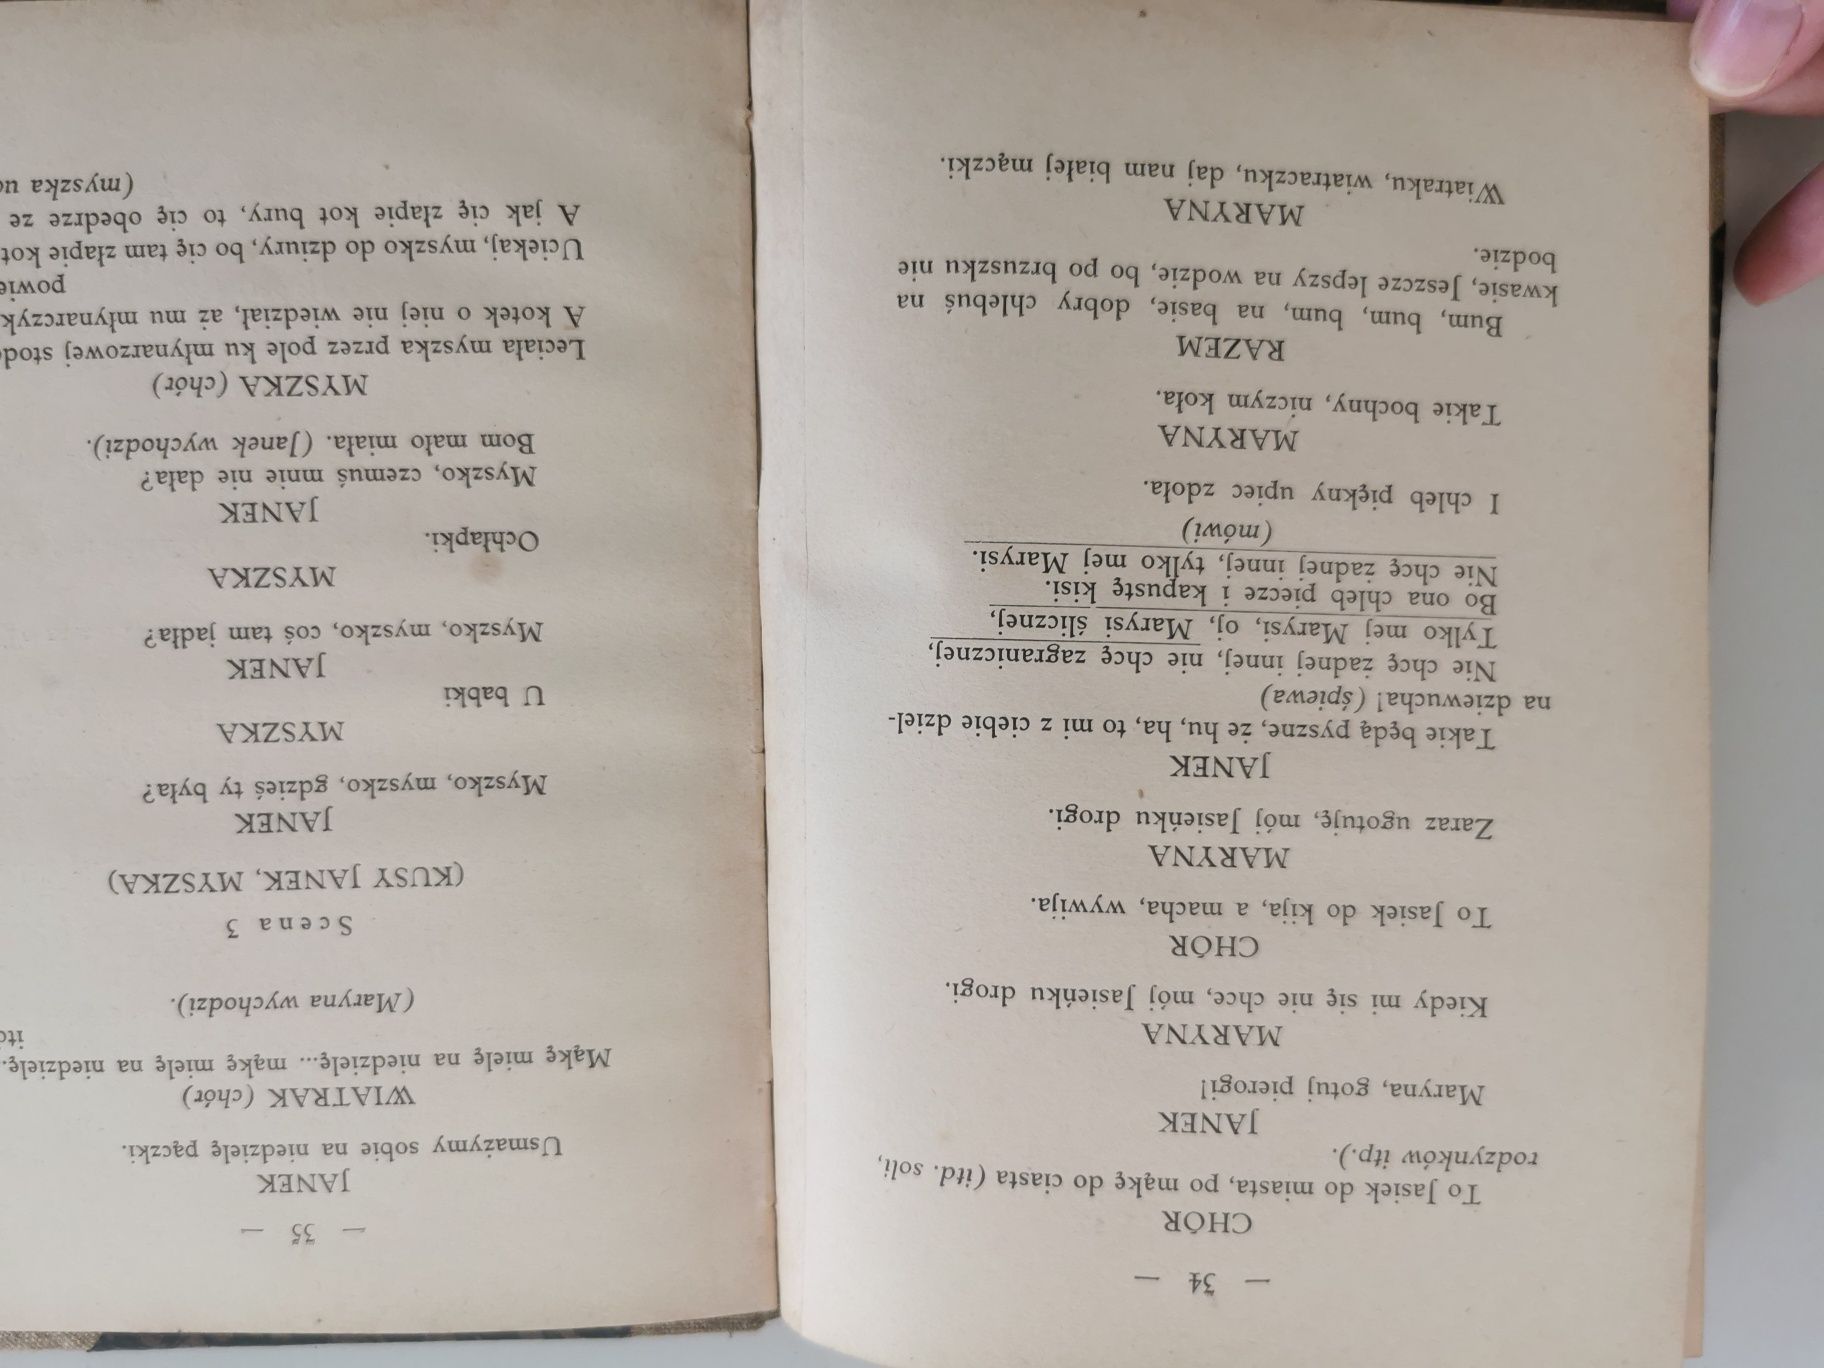 — 34 —
CHÓR
To Jasiek do miasta, po mąkę do ciasta (itd. soli,
rodzynków itp.).
JANEK
Maryna, gotuj pierogi!
MARYNA
Kiedy mi się nie chce, mój Jasieńku drogi.
CHÓR
To Jasiek do kija, a macha, wywija.
MARYNA
Zaraz ugotuję, mój Jasieńku drogi.
JANEK
Takie będą pyszne, że hu, ha, to mi z ciebie dziel-
na dziewucha! (śpiewa)
Nie chcę żadnej innej, nie chcę zagranicznej,
Tylko mej Marysi, oj, Marysi ślicznej,
Bo ona chleb piecze i kapustę kisi.
Nie chcę żadnej innej, tylko mej Marysi.
(mówi)
I chleb piękny upiec zdoła.
MARYNA
Takie bochny, niczym koła.
RAZEM
Bum, bum, bum, na basie, dobry chlebuś na
kwasie, Jeszcze lepszy na wodzie, bo po brzuszku nie
bodzie.
MARYNA
Wiatraku, wiatraczku, daj nam białej mączki.
— 35 —
JANEK
Usmażymy sobie na niedzielę pączki.
WIATRAK (chór)
Mąkę mielę na niedzielę... mąkę mielę na niedzielę..
(Maryna wychodzi).
Scena 3
(KUSY JANEK, MYSZKA)
JANEK
Myszko, myszko, gdzieś ty była?
MYSZKA
U babki
JANEK
Myszko, myszko, coś tam jadła?
MYSZKA
Ochłapki.
JANEK
Myszko, czemuś mnie nie dała?
Bom mało miała. (Janek wychodzi).
MYSZKA (chór)
Leciała myszka przez pole ku młynarzowej
A kotek o niej nie wiedział, aż mu
Uciekaj, myszko do dziury, bo cię tam złapie kot
A jak cię złapie kot bury, to cię obedrze ze
(myszka